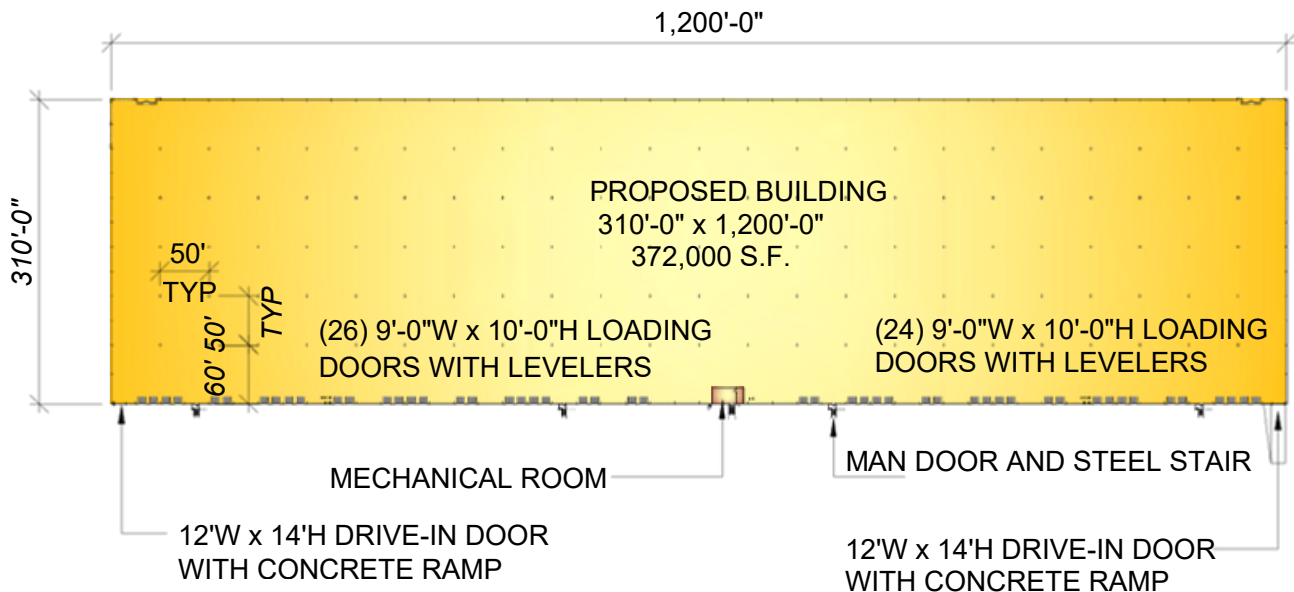 1,200'-0"
310'-0"
PROPOSED BUILDING
310'-0" x 1,200'-0"
372,000 S.F.
50'
TYP
60' 50'
TYP
(26) 9'-0"W x 10'-0"H LOADING
DOORS WITH LEVELERS
(24) 9'-0"W x 10'-0"H LOADING
DOORS WITH LEVELERS
MECHANICAL ROOM
MAN DOOR AND STEEL STAIR
12'W x 14'H DRIVE-IN DOOR
WITH CONCRETE RAMP
12'W x 14'H DRIVE-IN DOOR
WITH CONCRETE RAMP